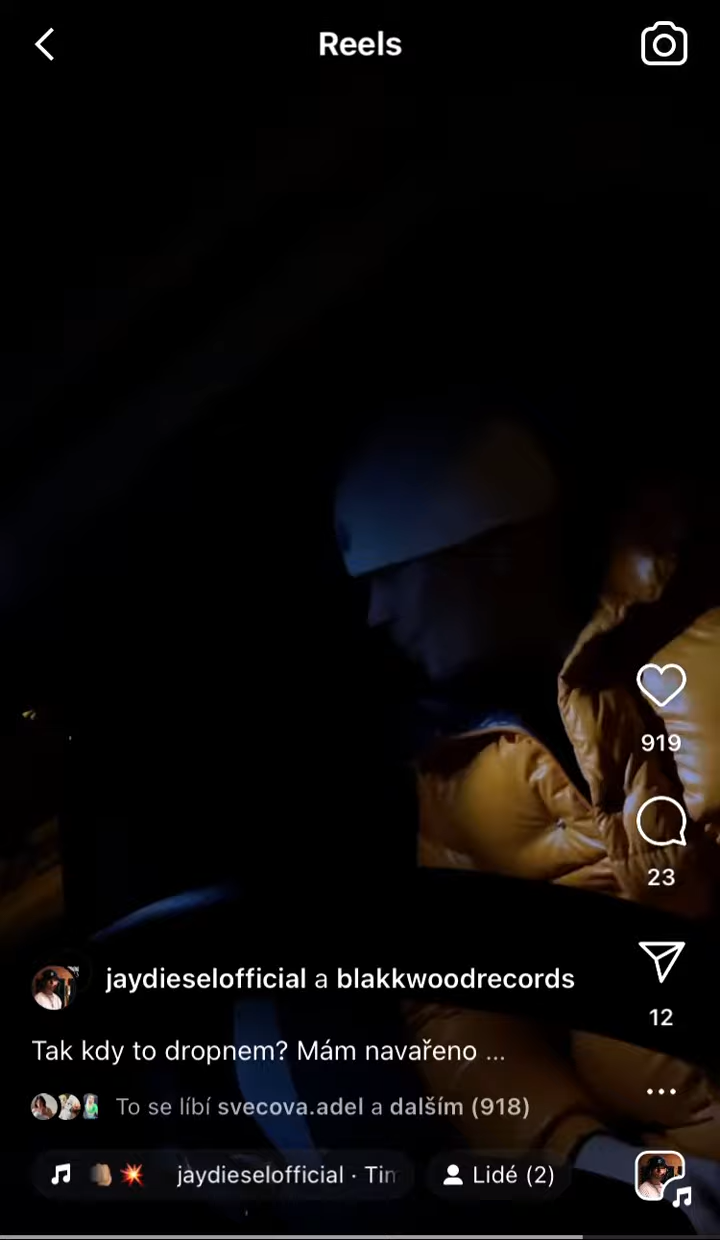 Reels
919
23
12
jaydieselofficial a blakkwoodrecords
Tak kdy to dropnem? Mám navařeno ...
To se líbí svecova.adel a dalším (918)
jaydieselofficial · Tim
Lidé (2)